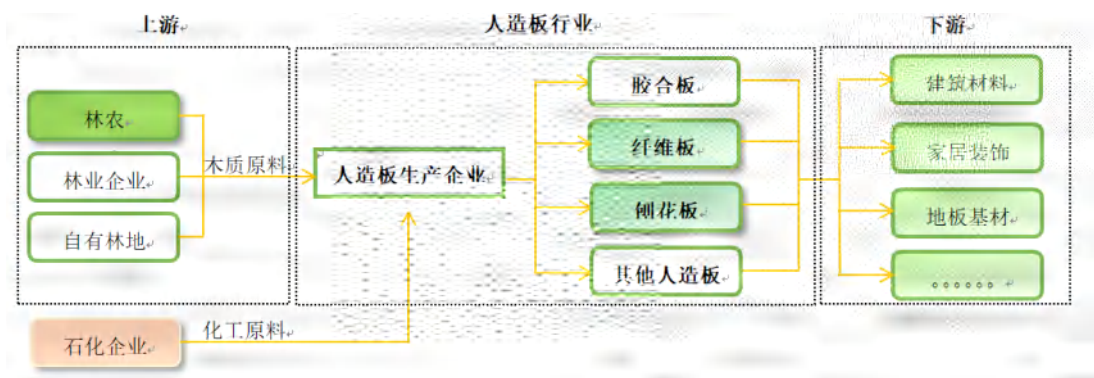 上游
人造板行业
下游
林农
林业企业
自有林地
木质原料
石化企业
化工原料
人造板生产企业
胶合板
纤维板
刨花板
其他人造板
建筑材料
家居装饰
地板基材
。。。。。。